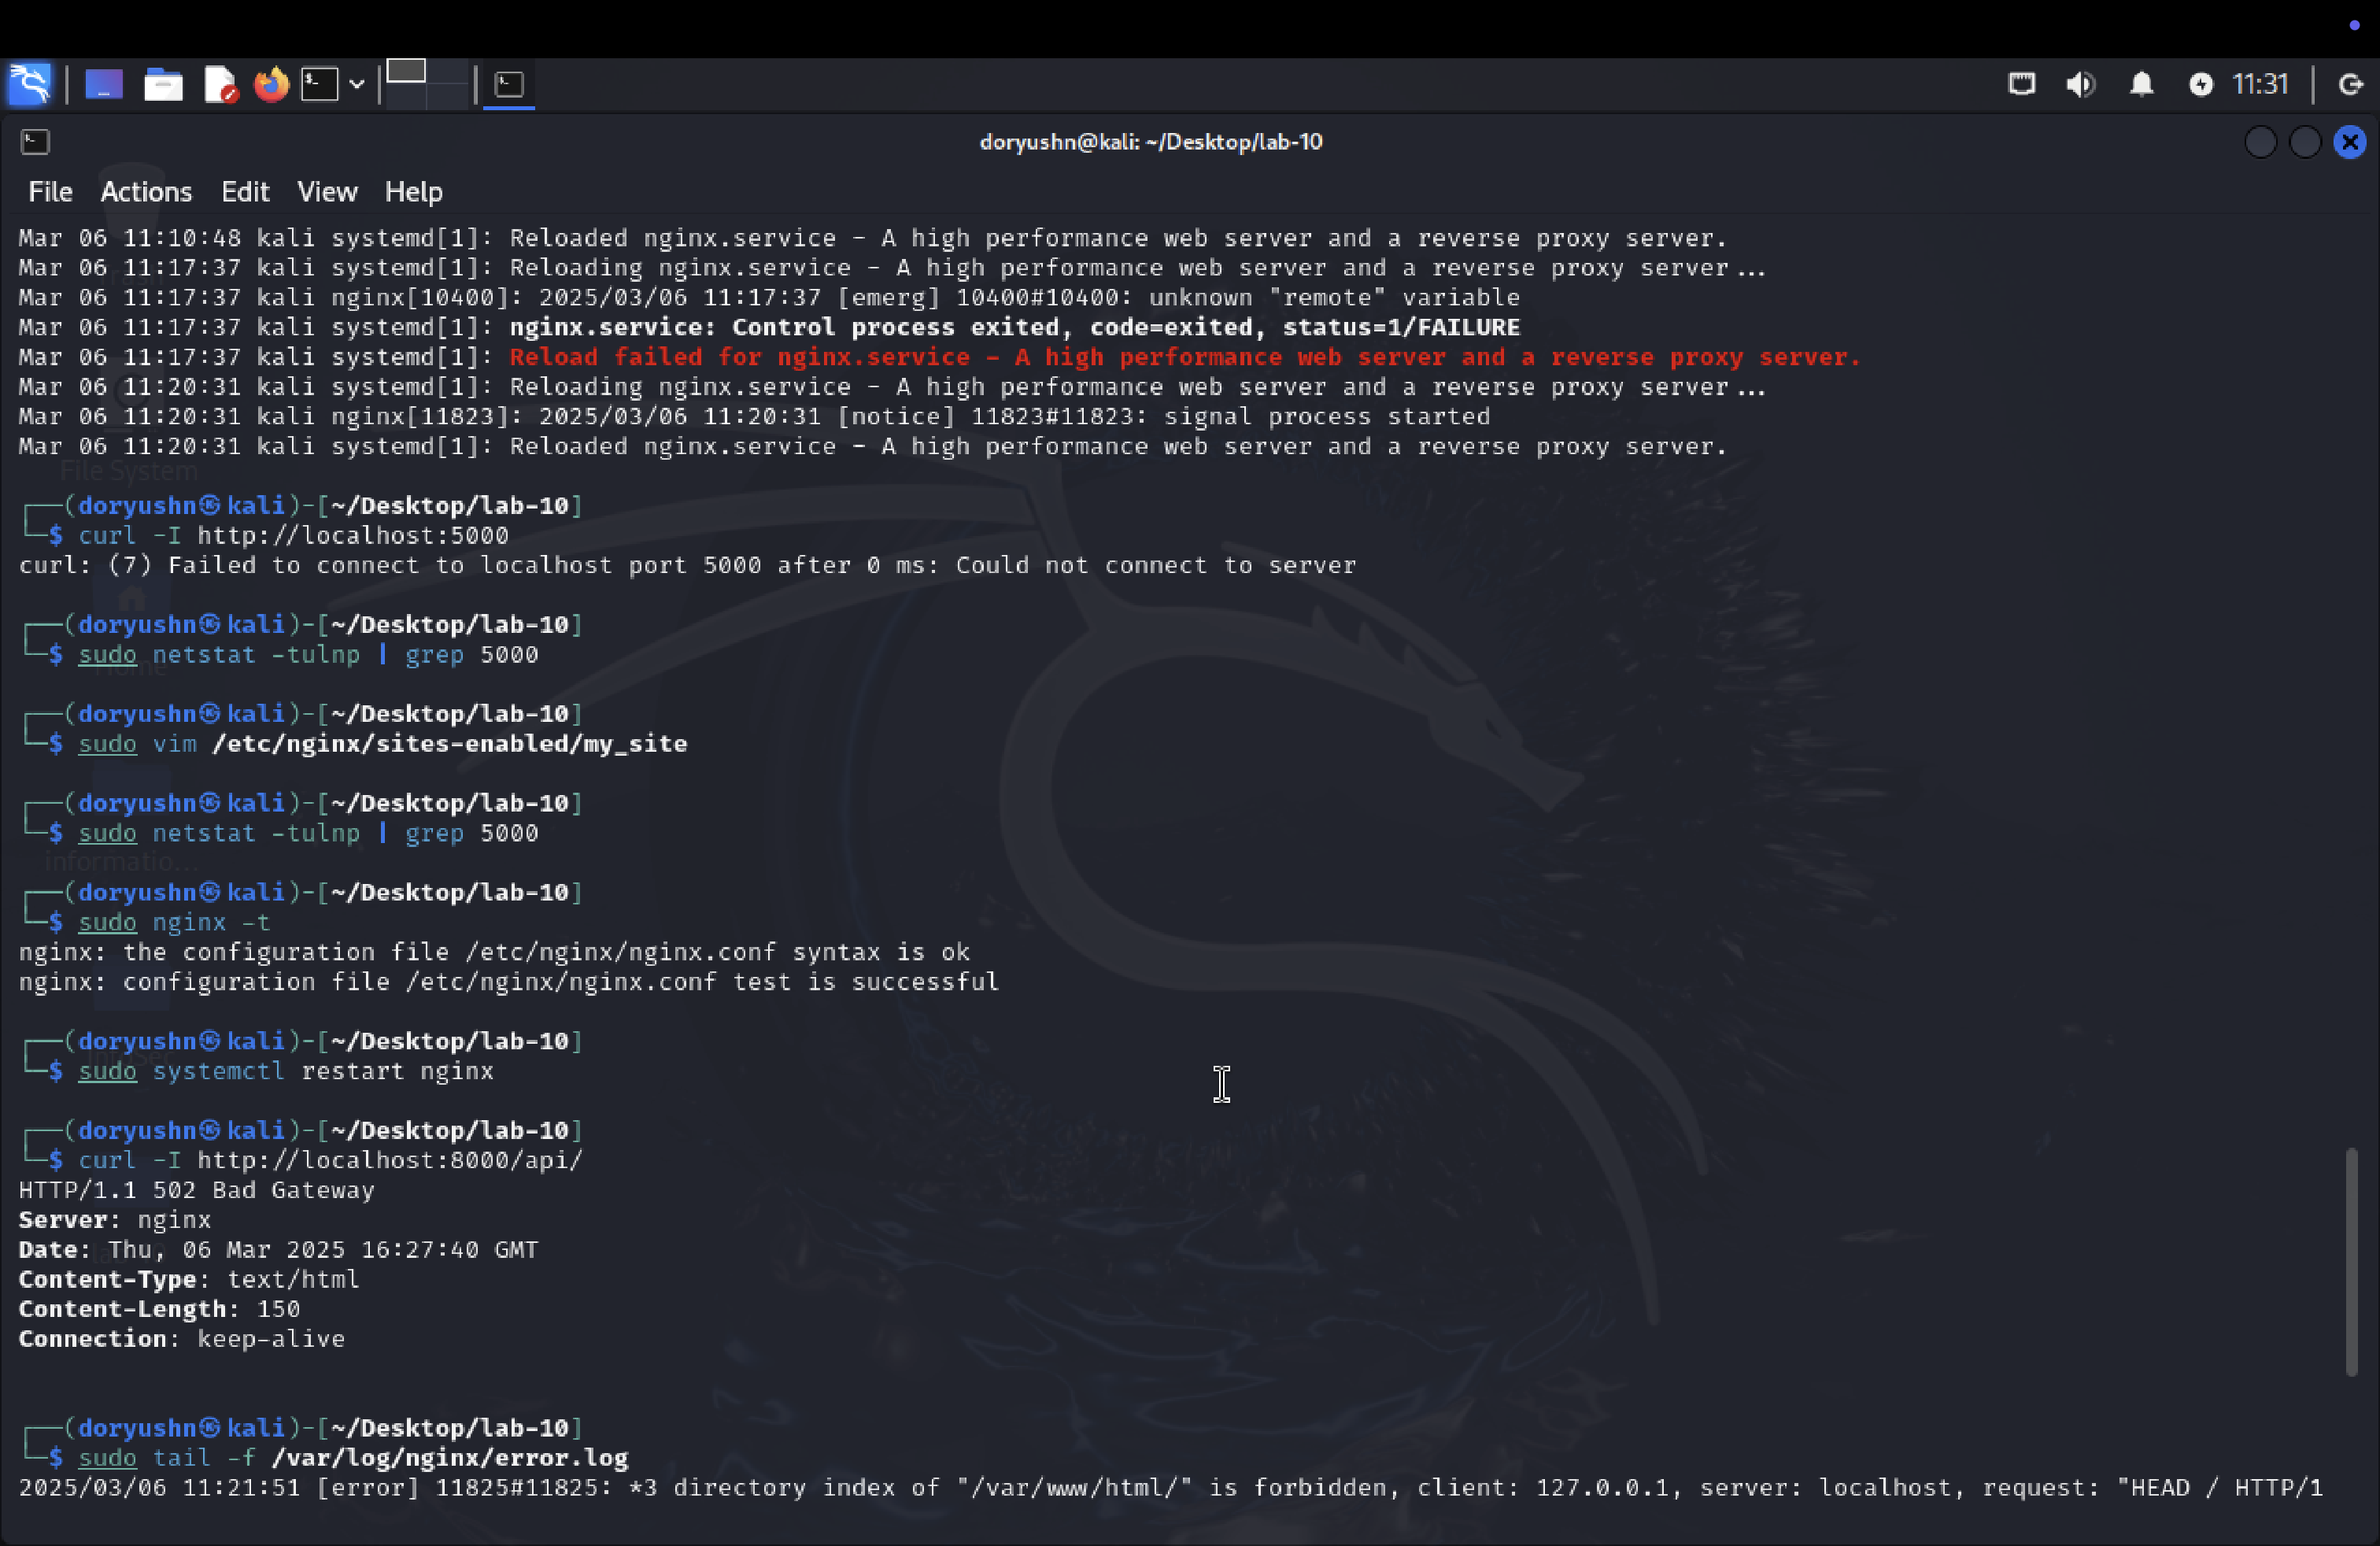 11:31
doryushn@kali: ~/Desktop/lab-10
File Actions Edit View Help
Mar 06 11:10:48 kali systemd[1]: Reloaded nginx.service - A high performance web server and a reverse proxy server.
Mar 06 11:17:37 kali systemd[1]: Reloading nginx.service - A high performance web server and a reverse proxy server...
Mar 06 11:17:37 kali nginx[10400]: 2025/03/06 11:17:37 [emerg] 10400#10400: unknown "remote" variable
Mar 06 11:17:37 kali systemd[1]: nginx.service: Control process exited, code=exited, status=1/FAILURE
Mar 06 11:17:37 kali systemd[1]: Reload failed for nginx.service - A high performance web server and a reverse proxy server.
Mar 06 11:20:31 kali systemd[1]: Reloading nginx.service - A high performance web server and a reverse proxy server...
Mar 06 11:20:31 kali nginx[11823]: 2025/03/06 11:20:31 [notice] 11823#11823: signal process started
Mar 06 11:20:31 kali systemd[1]: Reloaded nginx.service - A high performance web server and a reverse proxy server.
File System
┌──(doryushn㉿kali)-[~/Desktop/lab-10]
└─$ curl -I http://localhost:5000
curl: (7) Failed to connect to localhost port 5000 after 0 ms: Could not connect to server
┌──(doryushn㉿kali)-[~/Desktop/lab-10]
└─$ sudo netstat -tulnp | grep 5000
Home
┌──(doryushn㉿kali)-[~/Desktop/lab-10]
└─$ sudo vim /etc/nginx/sites-enabled/my_site
┌──(doryushn㉿kali)-[~/Desktop/lab-10]
└─$ sudo netstat -tulnp | grep 5000
informatio...
┌──(doryushn㉿kali)-[~/Desktop/lab-10]
└─$ sudo nginx -t
nginx: the configuration file /etc/nginx/nginx.conf syntax is ok
nginx: configuration file /etc/nginx/nginx.conf test is successful
┌──(doryushn㉿kali)-[~/Desktop/lab-10]
└─$ sudo systemctl restart nginx
┌──(doryushn㉿kali)-[~/Desktop/lab-10]
└─$ curl -I http://localhost:8000/api/
HTTP/1.1 502 Bad Gateway
Server: nginx
Date: Thu, 06 Mar 2025 16:27:40 GMT
Content-Type: text/html
Content-Length: 150
Connection: keep-alive
┌──(doryushn㉿kali)-[~/Desktop/lab-10]
└─$ sudo tail -f /var/log/nginx/error.log
2025/03/06 11:21:51 [error] 11825#11825: *3 directory index of "/var/www/html/" is forbidden, client: 127.0.0.1, server: localhost, request: "HEAD / HTTP/1